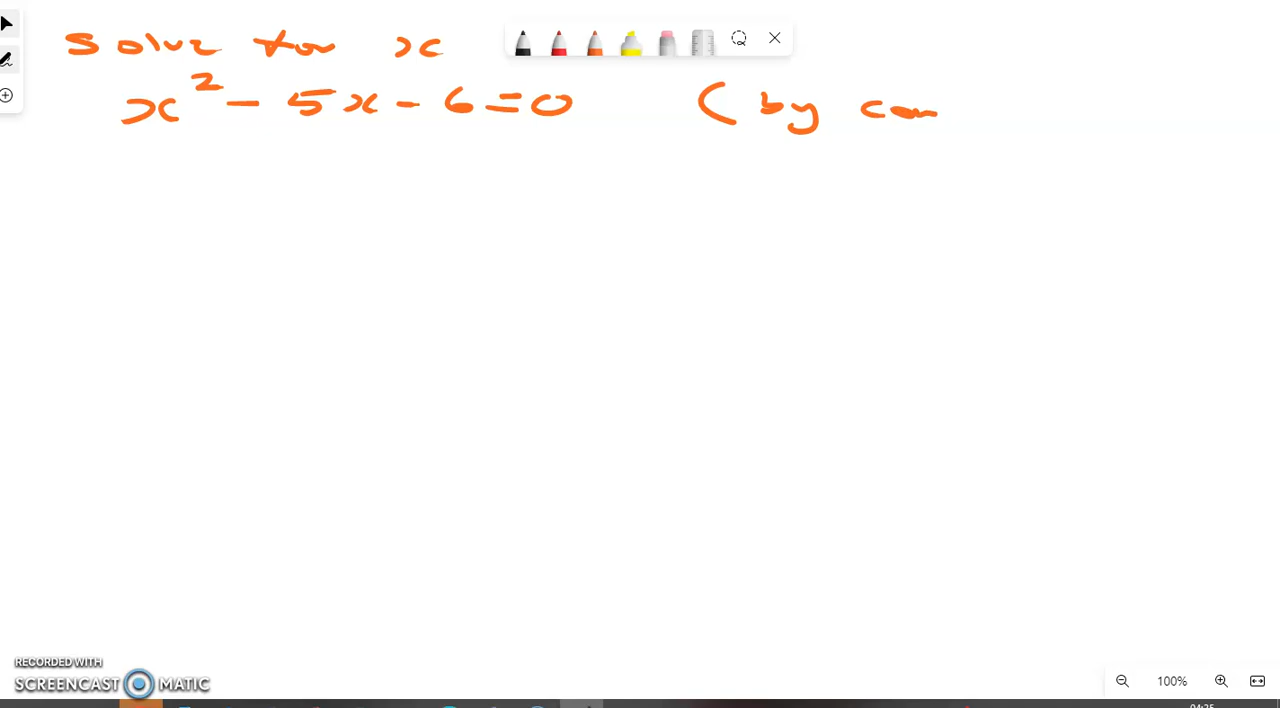 Solve for x
x² - 5x - 6 = 0 ( by com
RECORDED WITH
SCREENCAST MATIC
100%